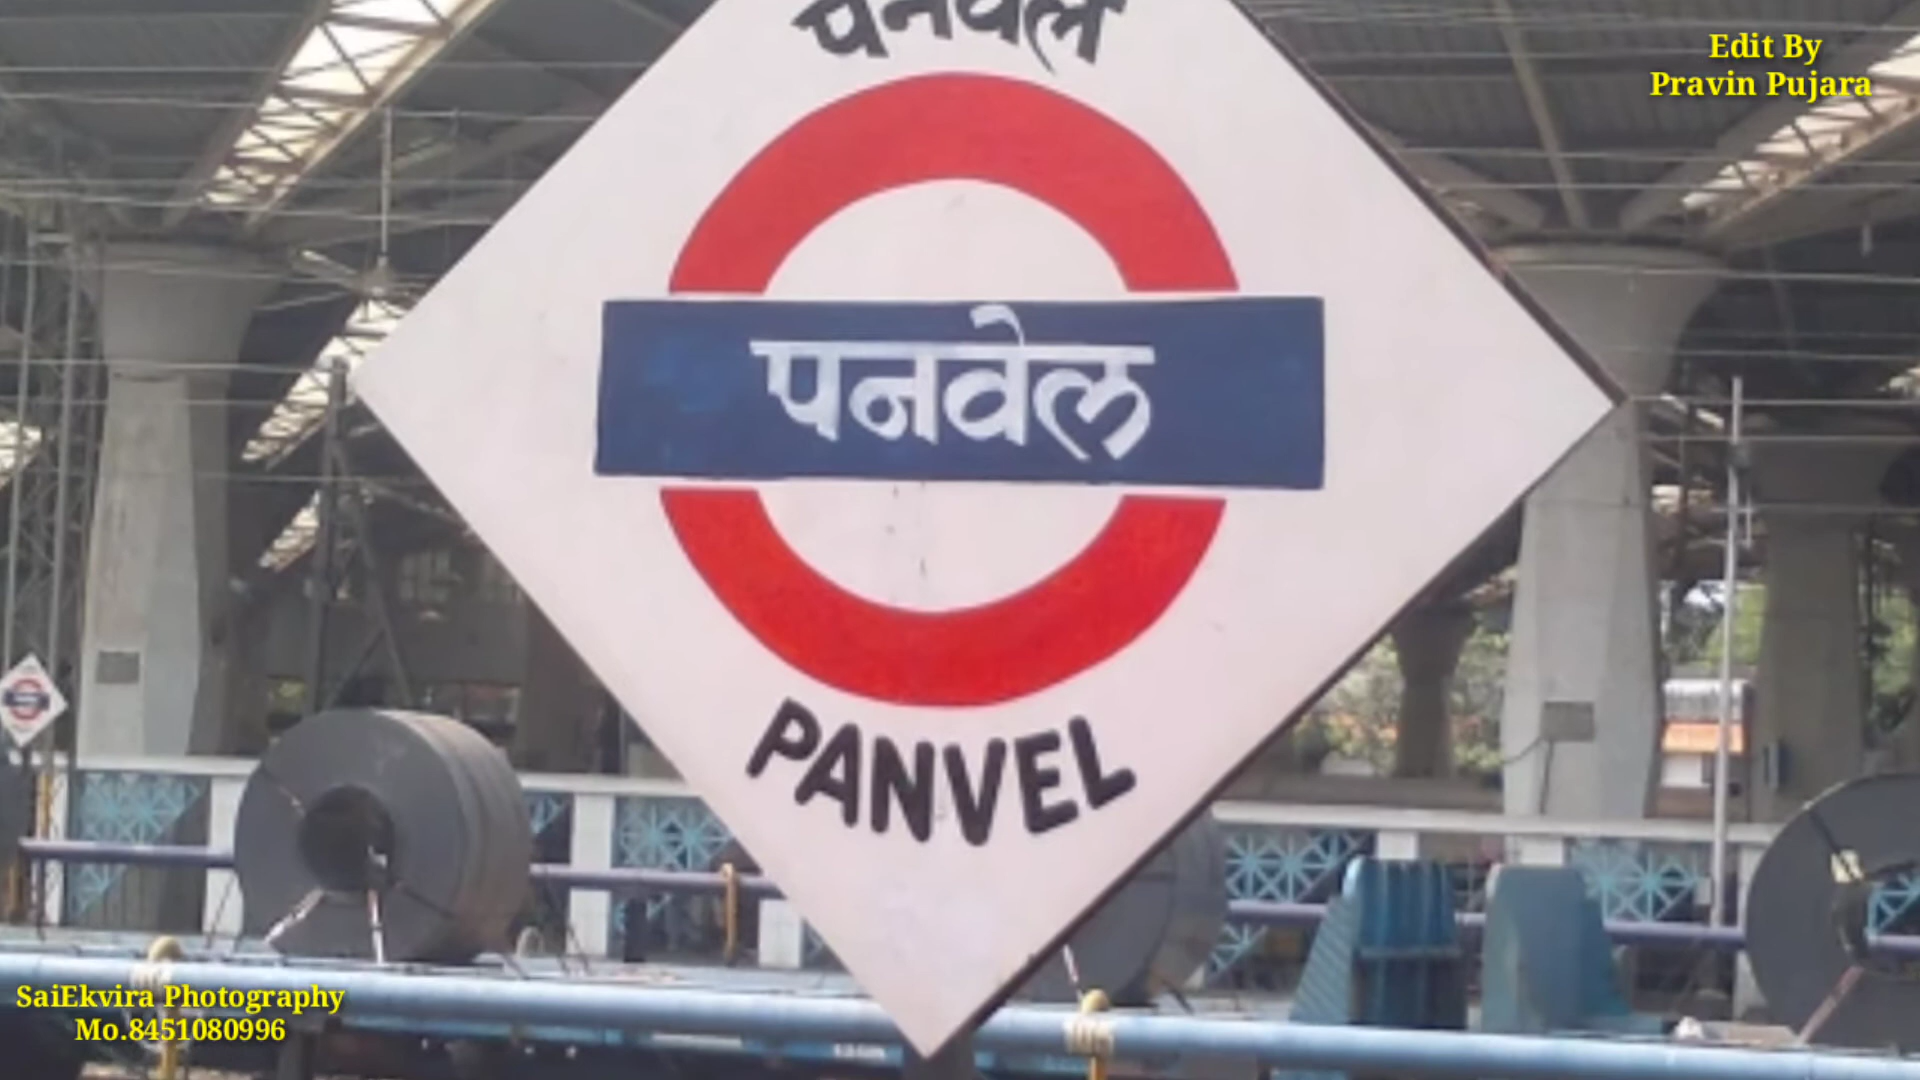 पनवेल
Edit By
Pravin Pujara
पनवेल
PANVEL
SaiEkvira Photography
Mo.8451080996